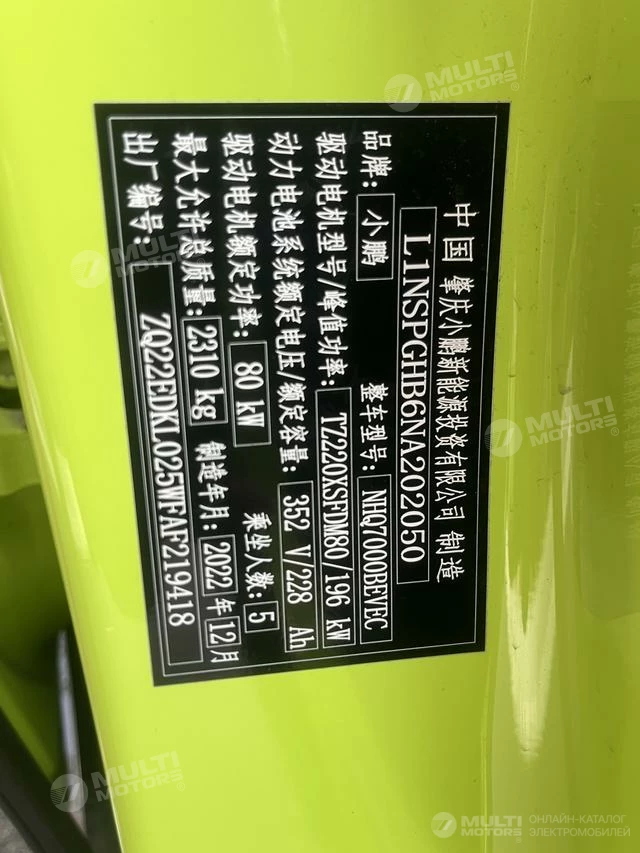 中国 肇庆小鹏新能源投资有限公司 制造
L1NSPGHB6NA202050
品牌: 小鹏 整车型号: NHQ7000BEVEC
驱动电机型号/峰值功率: TZ220XSFDM80/196 kW
动力电池系统额定电压/额定容量: 352 V/228 Ah
驱动电机额定功率: 80 kW 乘坐人数: 5
最大允许总质量: 2310 kg 制造年月: 2022年12月
出厂编号: ZQ22EDKL025WFAF219418
MULTI MOTORS®
MULTI MOTORS®
MULTI MOTORS®
MULTI MOTORS®
MULTI MOTORS® ОНЛАЙН-КАТАЛОГ ЭЛЕКТРОМОБИЛЕЙ